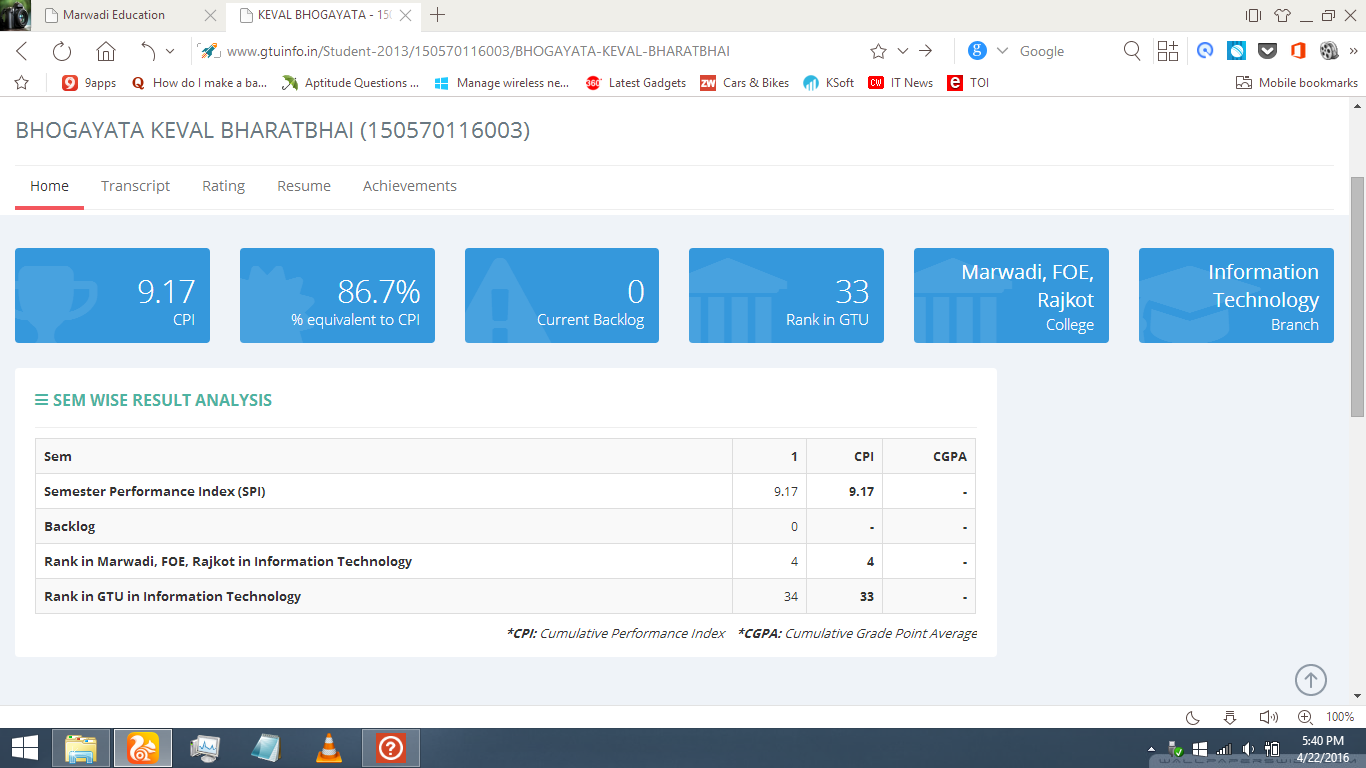 Marwadi Education
KEVAL BHOGAYATA - 150
www.gtuinfo.in/Student-2013/150570116003/BHOGAYATA-KEVAL-BHARATBHAI
g Google
9 9apps Q How do I make a ba... Aptitude Questions ... Manage wireless ne... 360 Latest Gadgets ZW Cars & Bikes KSoft CW IT News e TOI Mobile bookmarks
BHOGAYATA KEVAL BHARATBHAI (150570116003)
Home Transcript Rating Resume Achievements
9.17
CPI
86.7%
% equivalent to CPI
0
Current Backlog
33
Rank in GTU
Marwadi, FOE,
Rajkot
College
Information
Technology
Branch
SEM WISE RESULT ANALYSIS
Sem 1 CPI CGPA
Semester Performance Index (SPI) 9.17 9.17 -
Backlog 0 - -
Rank in Marwadi, FOE, Rajkot in Information Technology 4 4 -
Rank in GTU in Information Technology 34 33 -
*CPI: Cumulative Performance Index *CGPA: Cumulative Grade Point Average
100%
5:40 PM
4/22/2016